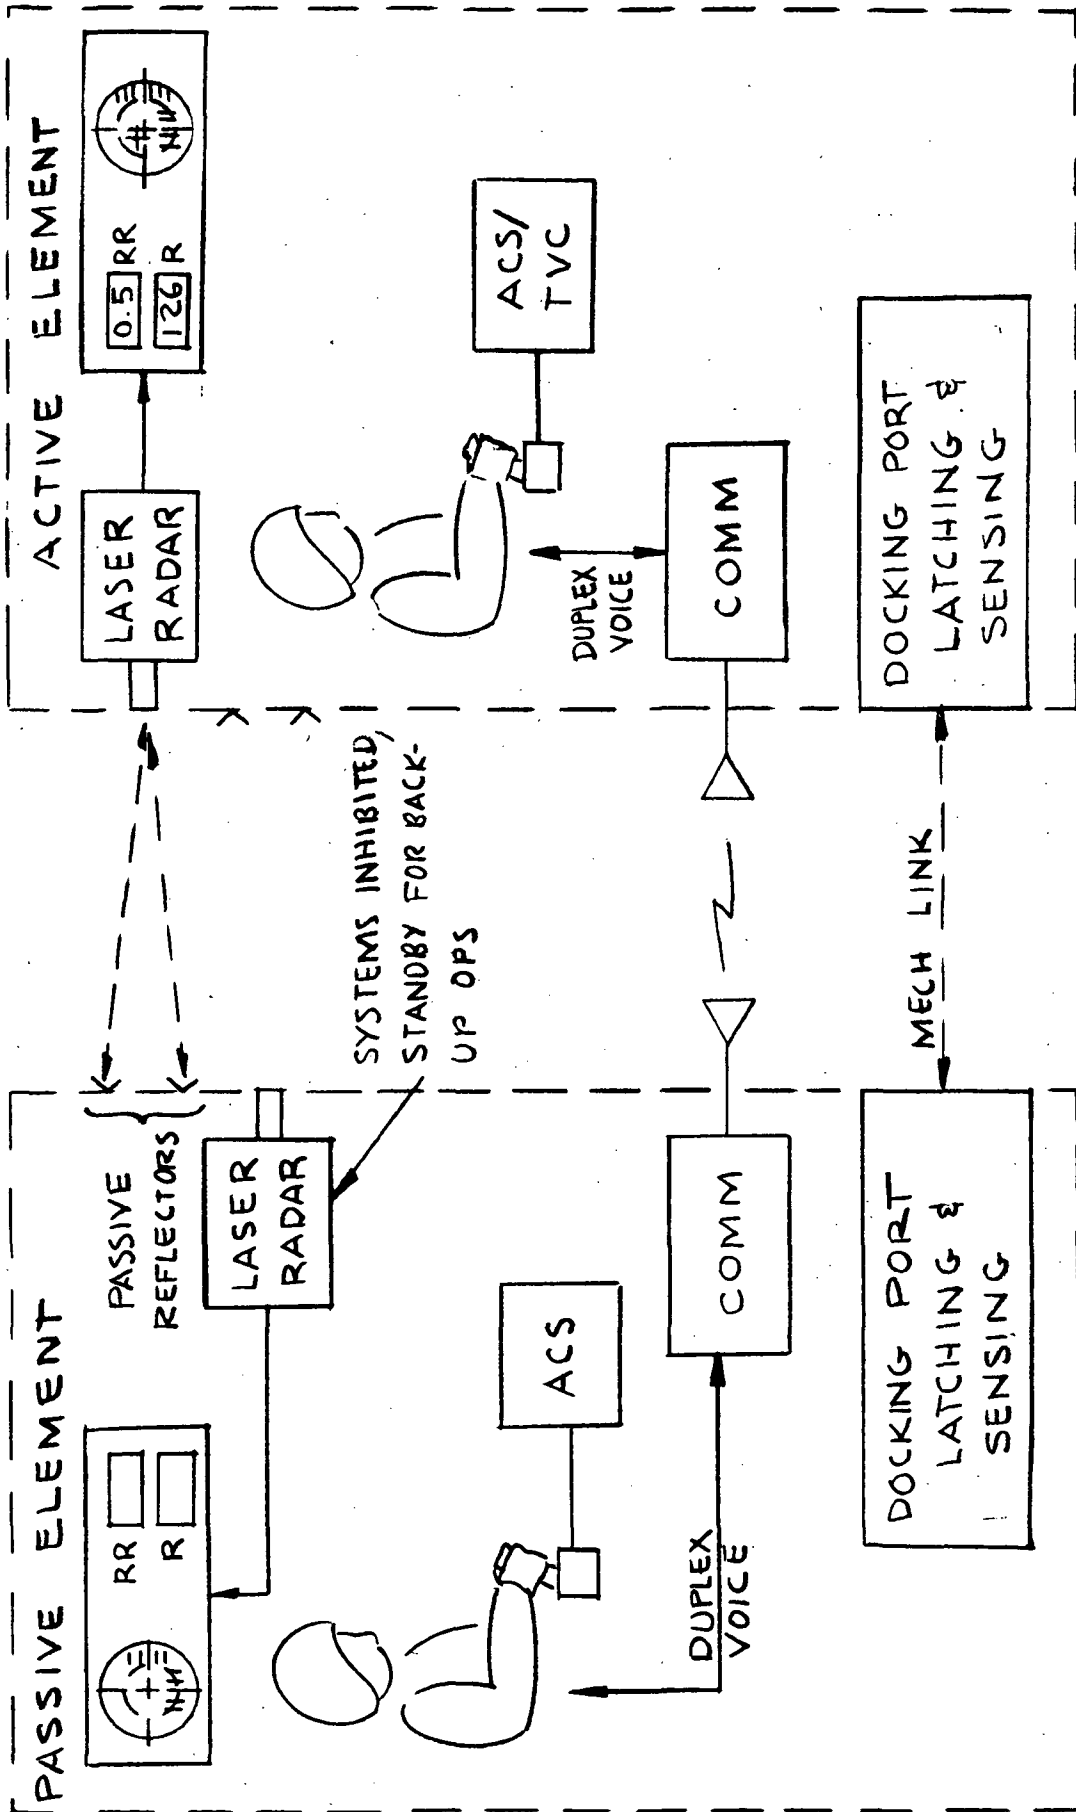 PASSIVE ELEMENT
RR
R
PASSIVE
REFLECTORS
LASER
RADAR
ACS
DUPLEX
VOICE
COMM
DOCKING PORT
LATCHING &
SENSING
SYSTEMS INHIBITED,
STANDBY FOR BACK-
UP OPS
MECH LINK
ACTIVE ELEMENT
LASER
RADAR
0.5 RR
126 R
ACS/
TVC
DUPLEX
VOICE
COMM
DOCKING PORT
LATCHING &
SENSING